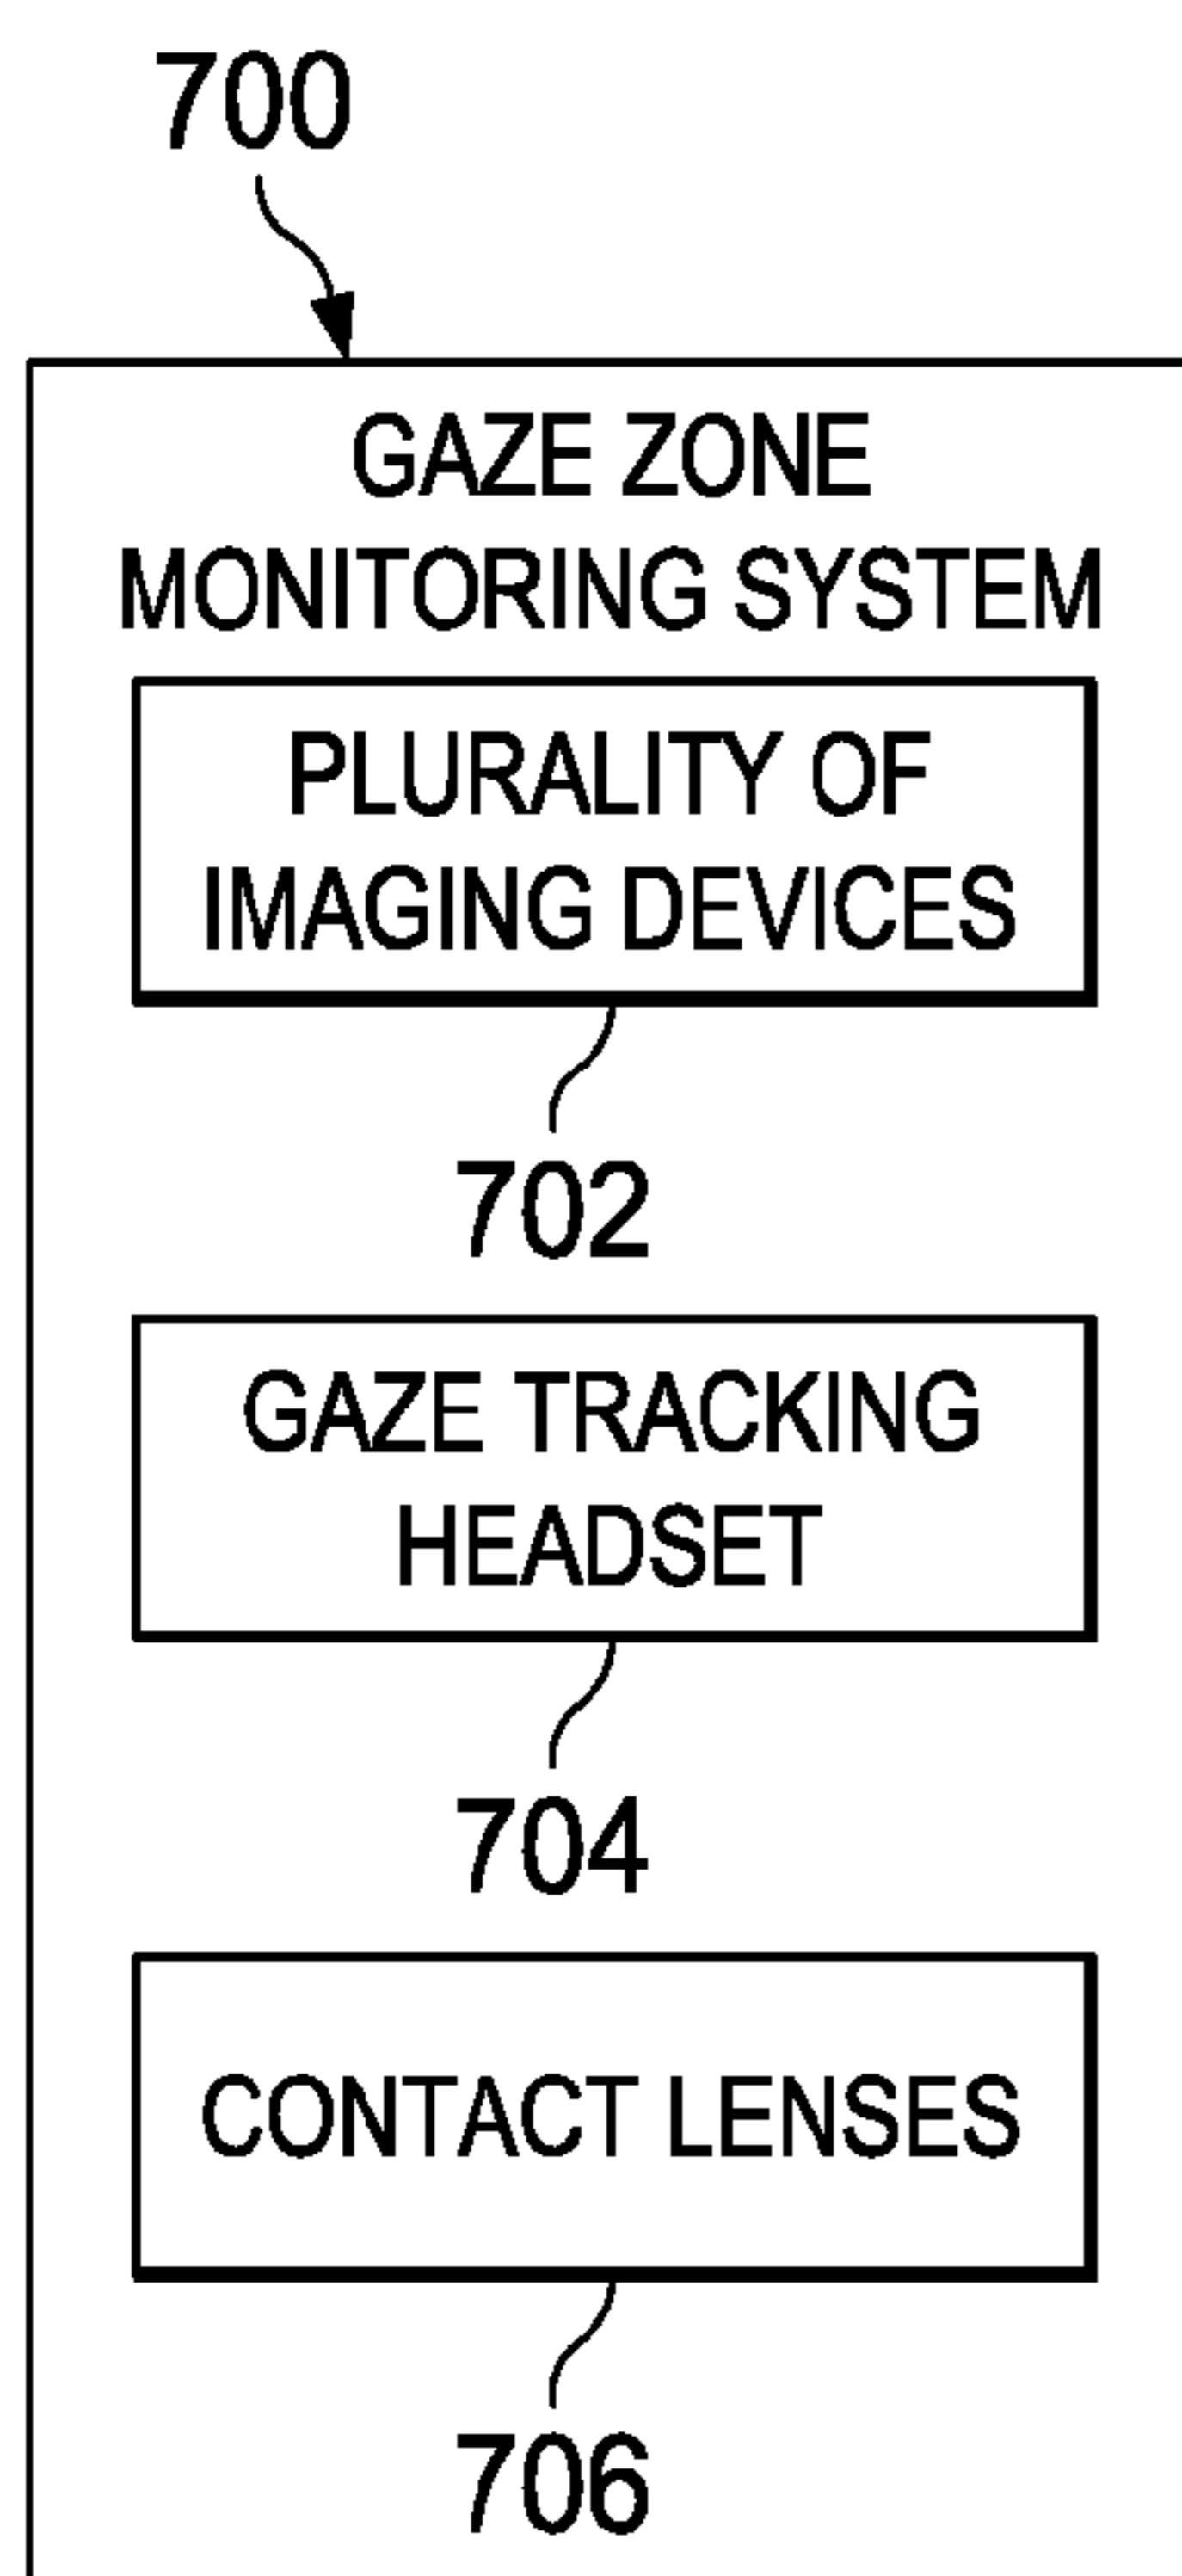 700
GAZE ZONE
MONITORING SYSTEM
PLURALITY OF
IMAGING DEVICES
702
GAZE TRACKING
HEADSET
704
CONTACT LENSES
706